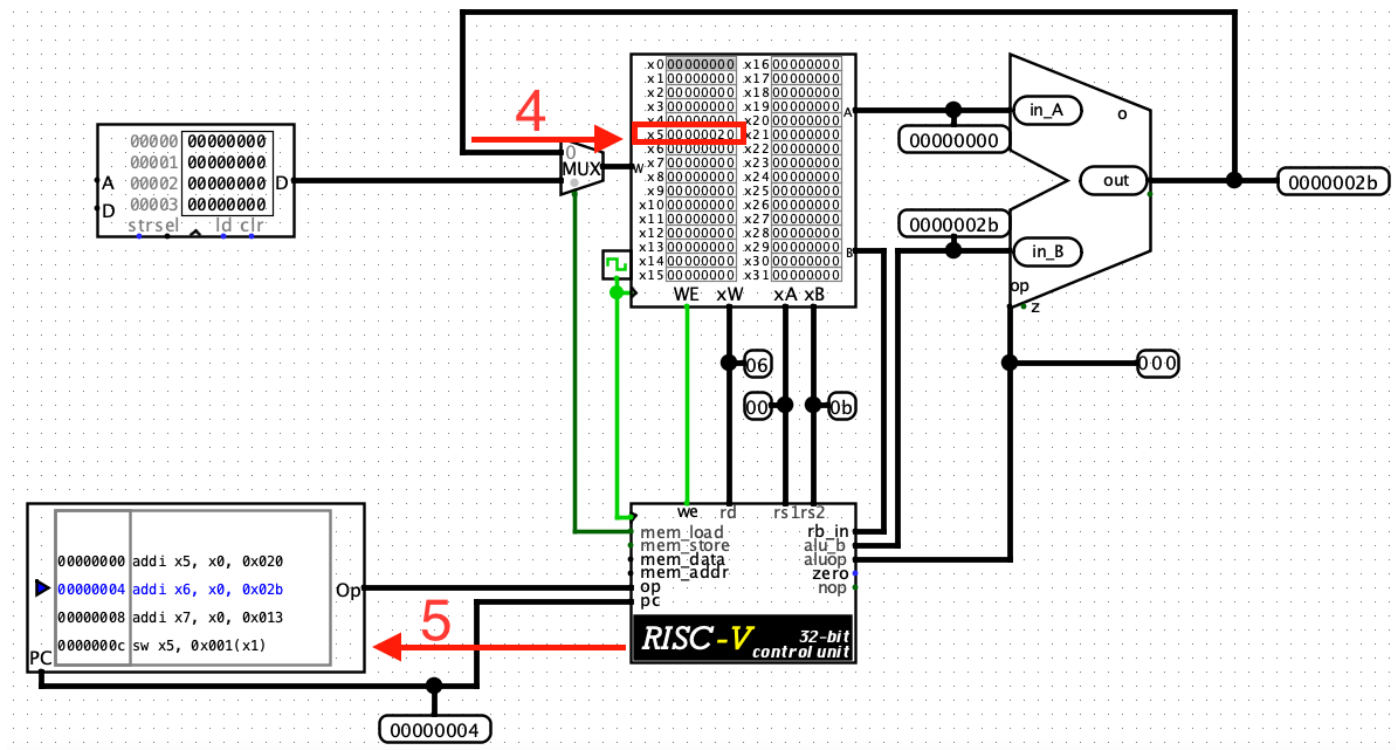 4
00000 00000000
00001 00000000
00002 00000000
00003 00000000
A
D
D
strsel ld clr
0
MUX
x0 00000000 x16 00000000
x1 00000000 x17 00000000
x2 00000000 x18 00000000
x3 00000000 x19 00000000
x4 00000000 x20 00000000
x5 00000020 x21 00000000
x6 00000000 x22 00000000
x7 00000000 x23 00000000
x8 00000000 x24 00000000
x9 00000000 x25 00000000
x10 00000000 x26 00000000
x11 00000000 x27 00000000
x12 00000000 x28 00000000
x13 00000000 x29 00000000
x14 00000000 x30 00000000
x15 00000000 x31 00000000
W
A
B
WE xW xA xB
in_A
o
00000000
out
0000002b
0000002b
in_B
op
z
06
000
00
0b
we rd rs1rs2
mem_load rb_in
mem_store alu_b
mem_data aluop
mem_addr zero
op nop
pc
RISC-V 32-bit
control unit
00000000 addi x5, x0, 0x020
00000004 addi x6, x0, 0x02b
00000008 addi x7, x0, 0x013
0000000c sw x5, 0x001(x1)
Op
PC
5
00000004